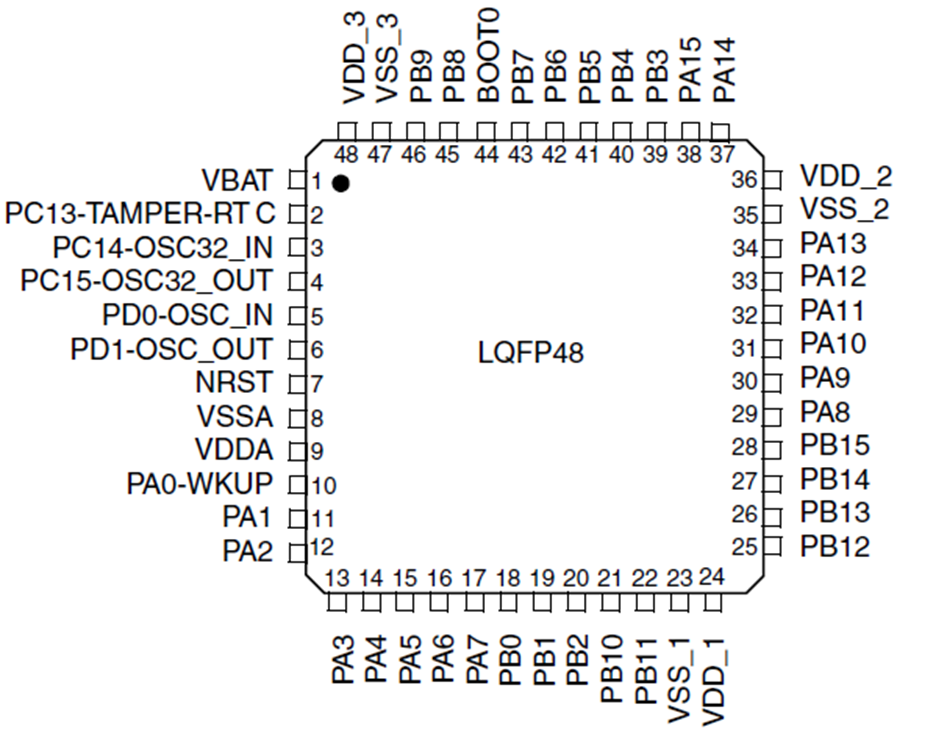 VDD_3
VSS_3
PB9
PB8
BOOT0
PB7
PB6
PB5
PB4
PB3
PA15
PA14
48 47 46 45 44 43 42 41 40 39 38 37
VBAT 1 36 VDD_2
PC13-TAMPER-RT C 2 35 VSS_2
PC14-OSC32_IN 3 34 PA13
PC15-OSC32_OUT 4 33 PA12
PD0-OSC_IN 5 32 PA11
PD1-OSC_OUT 6 31 PA10
LQFP48
NRST 7 30 PA9
VSSA 8 29 PA8
VDDA 9 28 PB15
PA0-WKUP 10 27 PB14
PA1 11 26 PB13
PA2 12 25 PB12
13 14 15 16 17 18 19 20 21 22 23 24
PA3
PA4
PA5
PA6
PA7
PB0
PB1
PB2
PB10
PB11
VSS_1
VDD_1